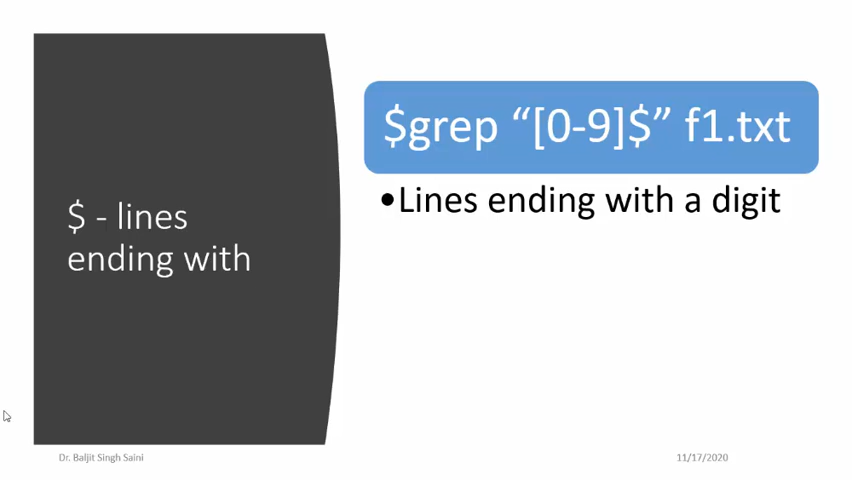 $ - lines
ending with
$grep “[0-9]$” f1.txt
•Lines ending with a digit
Dr. Baljit Singh Saini
11/17/2020